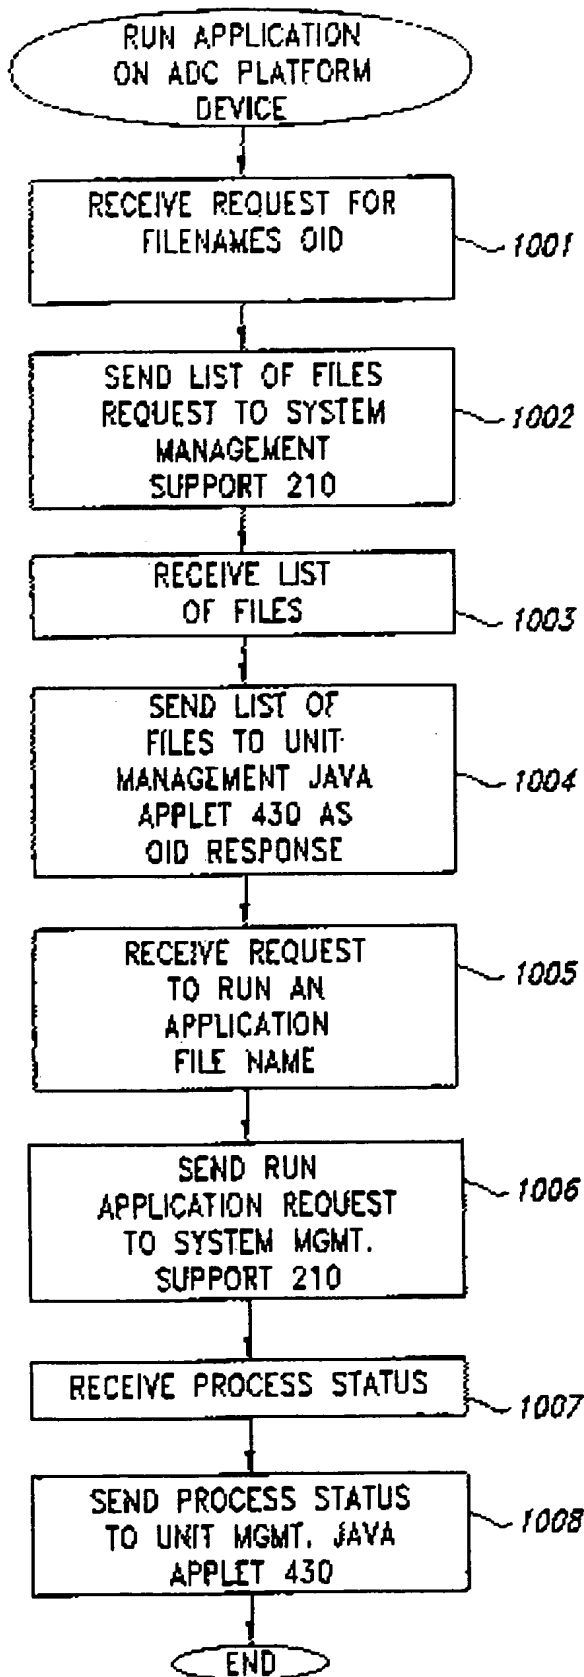 RUN APPLICATION
ON ADC PLATFORM
DEVICE
RECEIVE REQUEST FOR
FILENAMES OID
1001
SEND LIST OF FILES
REQUEST TO SYSTEM
MANAGEMENT
SUPPORT 210
1002
RECEIVE LIST
OF FILES
1003
SEND LIST OF
FILES TO UNIT
MANAGEMENT JAVA
APPLET 430 AS
OID RESPONSE
1004
RECEIVE REQUEST
TO RUN AN
APPLICATION
FILE NAME
1005
SEND RUN
APPLICATION REQUEST
TO SYSTEM MGMT.
SUPPORT 210
1006
RECEIVE PROCESS STATUS
1007
SEND PROCESS STATUS
TO UNIT MGMT. JAVA
APPLET 430
1008
END